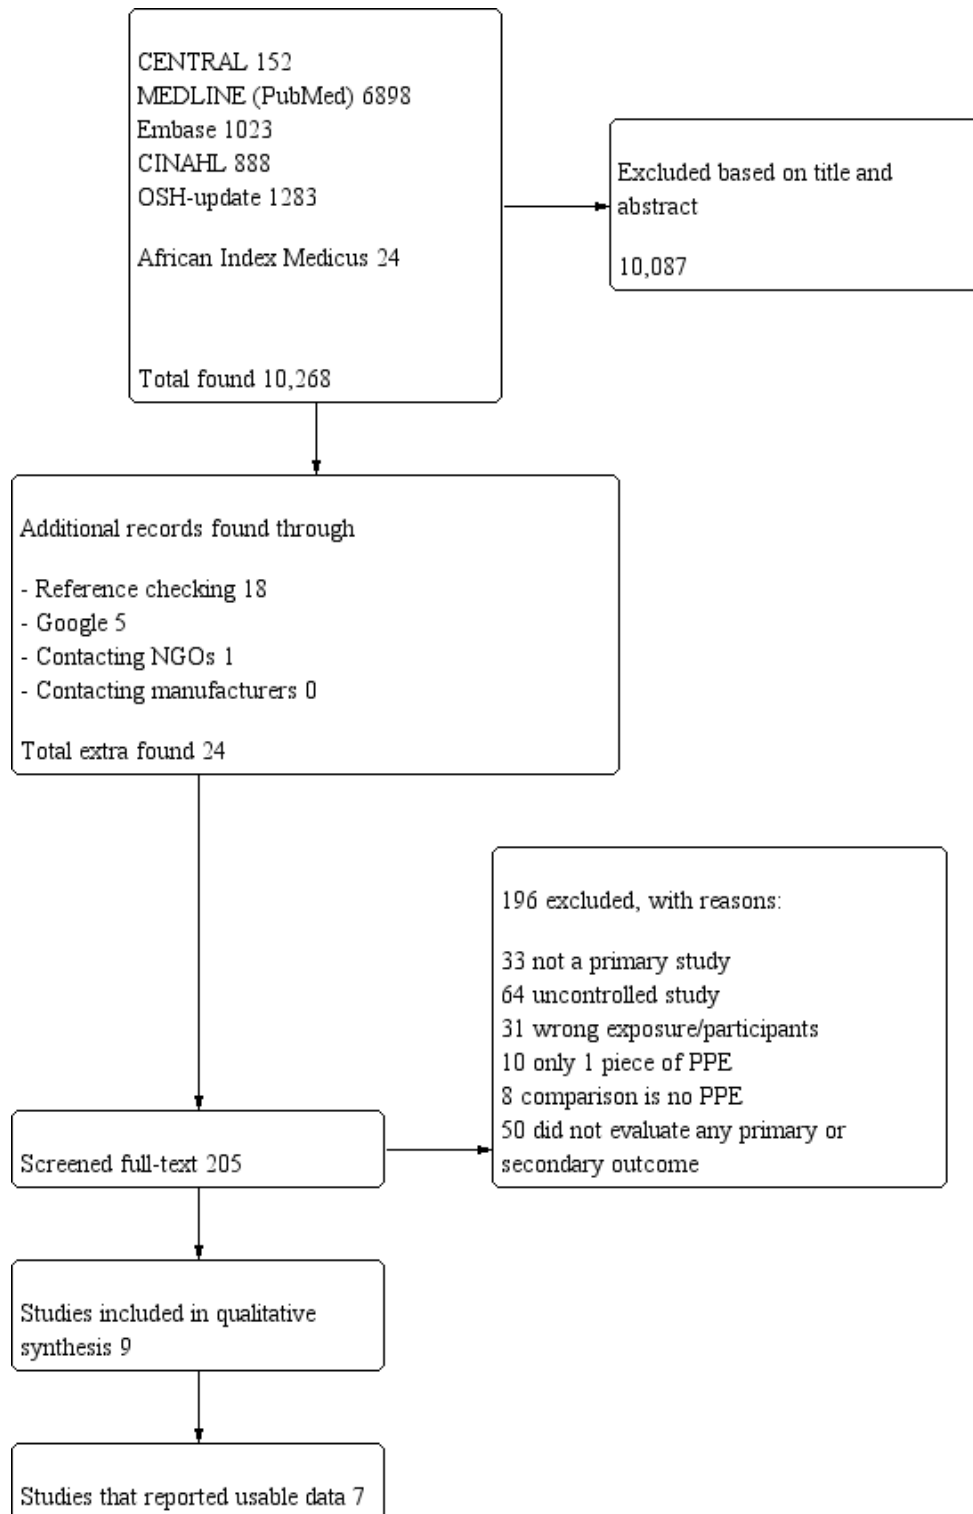 CENTRAL 152
MEDLINE (PubMed) 6898
Embase 1023
CINAHL 888
OSH-update 1283
African Index Medicus 24
Total found 10,268
Excluded based on title and
abstract
10,087
Additional records found through
- Reference checking 18
- Google 5
- Contacting NGOs 1
- Contacting manufacturers 0
Total extra found 24
196 excluded, with reasons:
33 not a primary study
64 uncontrolled study
31 wrong exposure/participants
10 only 1 piece of PPE
8 comparison is no PPE
50 did not evaluate any primary or
secondary outcome
Screened full-text 205
Studies included in qualitative
synthesis 9
Studies that reported usable data 7